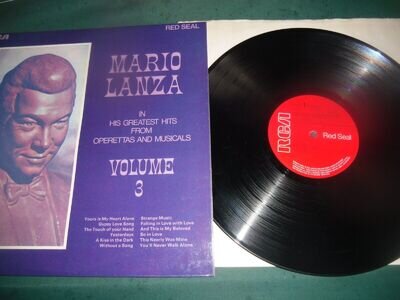 RCA
RED SEAL
MARIO
LANZA
IN
HIS GREATEST HITS
FROM
OPERETTAS AND MUSICALS
VOLUME
3
Yours is My Heart Alone
Gypsy Love Song
The Touch of your Hand
Yesterdays
A Kiss in the Dark
Without a Song
Strange Music
Falling in Love with Love
And This is My Beloved
So in Love
This Nearly Was Mine
You'll Never Walk Alone
RCA
Red Seal